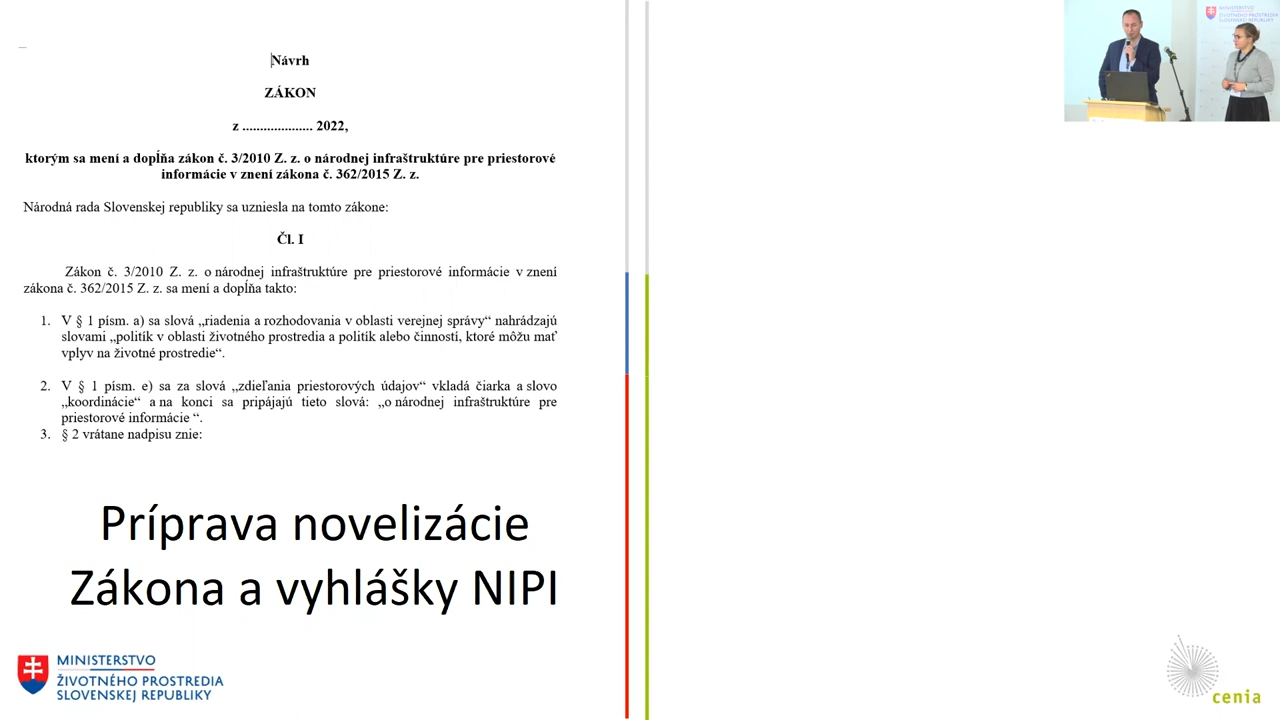 Návrh
ZÁKON
z .................... 2022,
ktorým sa mení a dopĺňa zákon č. 3/2010 Z. z. o národnej infraštruktúre pre priestorové
informácie v znení zákona č. 362/2015 Z. z.
Národná rada Slovenskej republiky sa uzniesla na tomto zákone:
Čl. I
Zákon č. 3/2010 Z. z. o národnej infraštruktúre pre priestorové informácie v znení
zákona č. 362/2015 Z. z. sa mení a dopĺňa takto:
1. V § 1 písm. a) sa slová „riadenia a rozhodovania v oblasti verejnej správy“ nahrádzajú
slovami „politík v oblasti životného prostredia a politík alebo činností, ktoré môžu mať
vplyv na životné prostredie“.
2. V § 1 písm. e) sa za slová „zdieľania priestorových údajov“ vkladá čiarka a slovo
„koordinácie“ a na konci sa pripájajú tieto slová: „o národnej infraštruktúre pre
priestorové informácie “.
3. § 2 vrátane nadpisu znie:
Príprava novelizácie
Zákona a vyhlášky NIPI
MINISTERSTVO
ŽIVOTNÉHO PROSTREDIA
SLOVENSKEJ REPUBLIKY
MINISTERSTVO
ŽIVOTNÉHO PROSTREDIA
SLOVENSKEJ REPUBLIKY
cenia